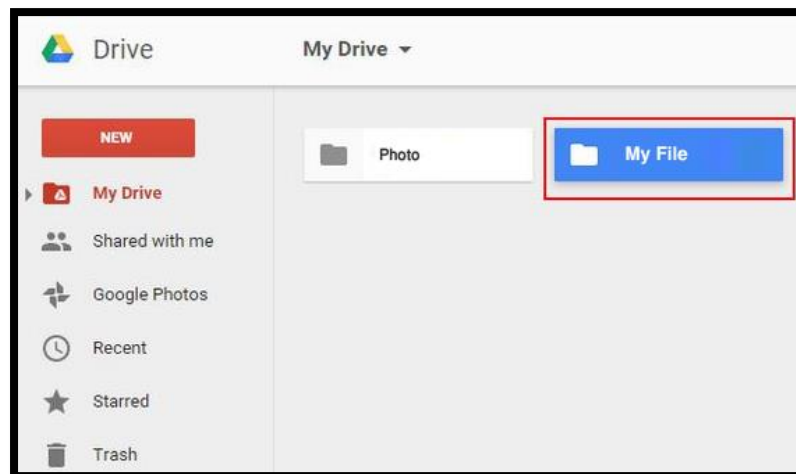 Drive
My Drive
NEW
Photo
My File
My Drive
Shared with me
Google Photos
Recent
Starred
Trash